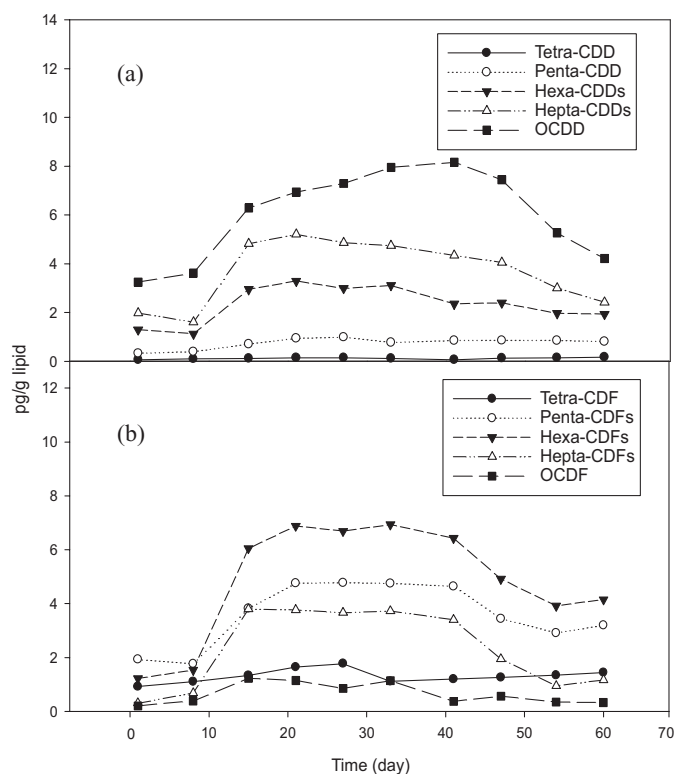 14
12
10
8
6
4
2
0
(a)
Tetra-CDD
Penta-CDD
Hexa-CDDs
Hepta-CDDs
OCDD
pg/g lipid
12
10
8
6
4
2
0
(b)
Tetra-CDF
Penta-CDFs
Hexa-CDFs
Hepta-CDFs
OCDF
0 10 20 30 40 50 60 70
Time (day)